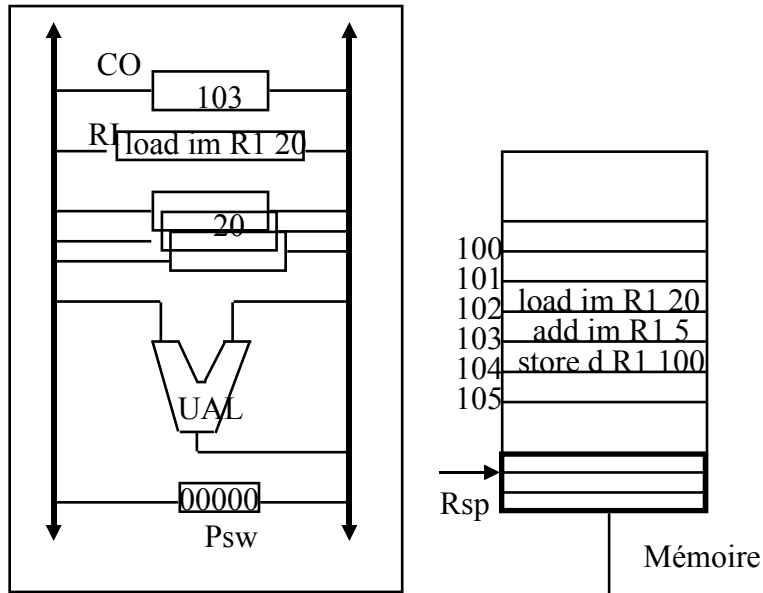 CO
103
RI
load im R1 20
20
UAL
00000
Psw
100
101
102
load im R1 20
103
add im R1 5
104
store d R1 100
105
Rsp
Mémoire